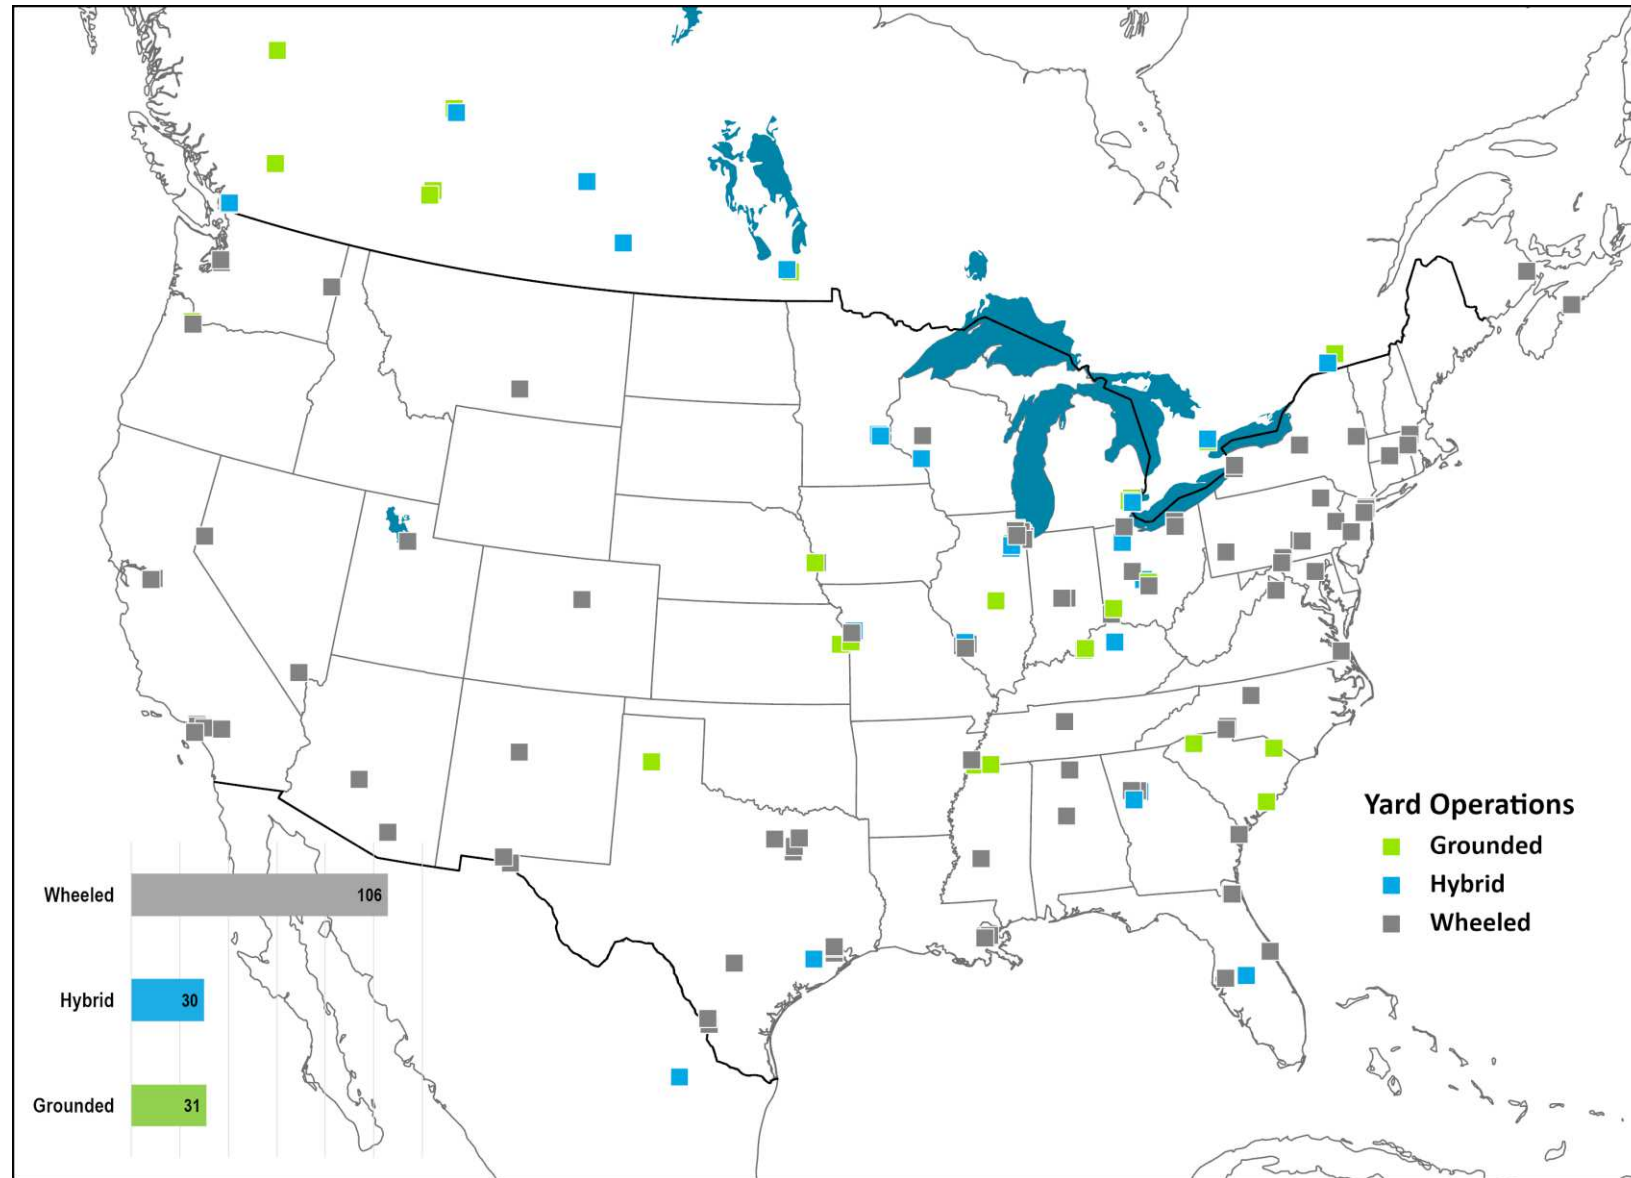 Yard Operations
Grounded
Hybrid
Wheeled
Wheeled 106
Hybrid 30
Grounded 31